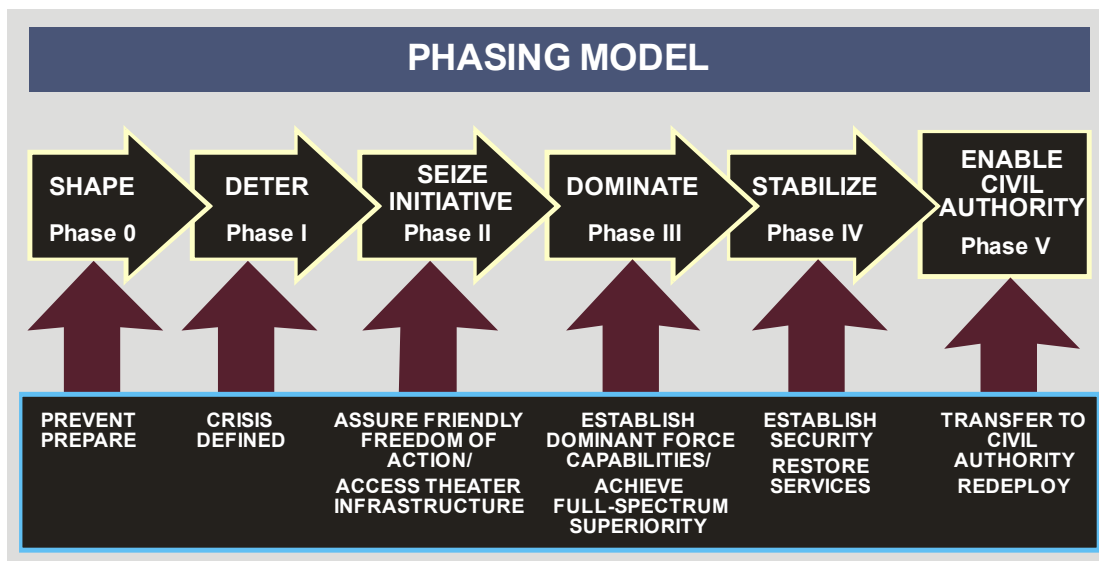 PHASING MODEL
SHAPE
Phase 0
DETER
Phase I
SEIZE
INITIATIVE
Phase II
DOMINATE
Phase III
STABILIZE
Phase IV
ENABLE
CIVIL
AUTHORITY
Phase V
PREVENT
PREPARE
CRISIS
DEFINED
ASSURE FRIENDLY
FREEDOM OF
ACTION/
ACCESS THEATER
INFRASTRUCTURE
ESTABLISH
DOMINANT FORCE
CAPABILITIES/
ACHIEVE
FULL-SPECTRUM
SUPERIORITY
ESTABLISH
SECURITY
RESTORE
SERVICES
TRANSFER TO
CIVIL
AUTHORITY
REDEPLOY